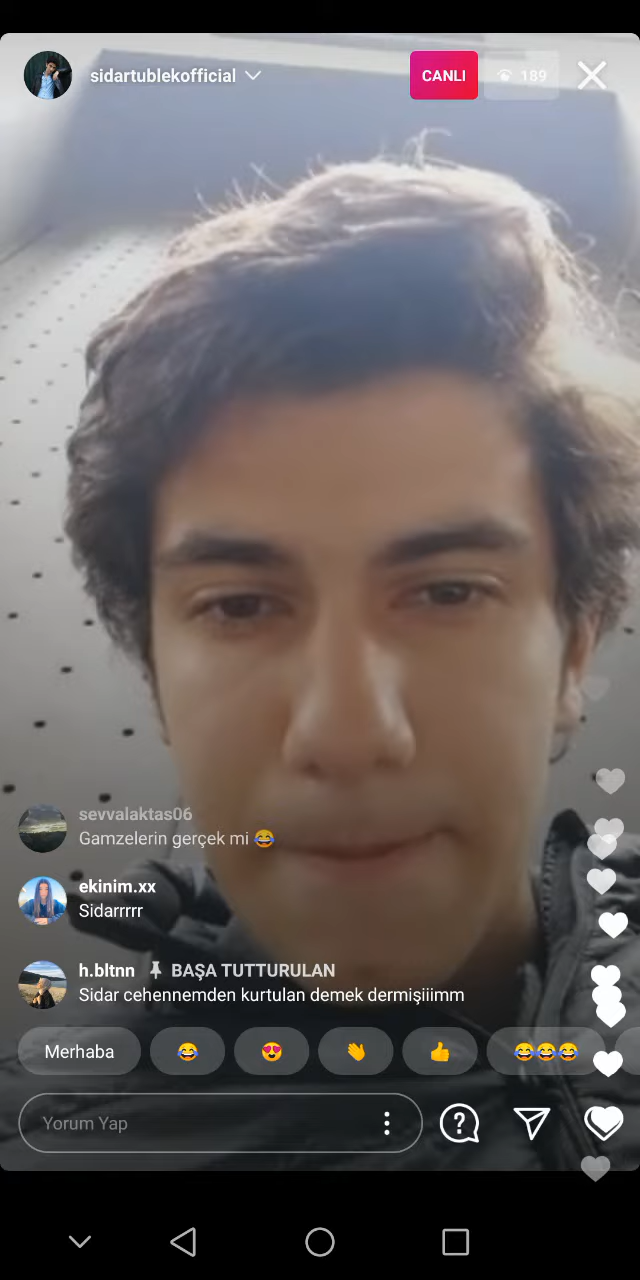 sidartublekofficial
CANLI
189
sevvalaktas06
Gamzelerin gerçek mi 😂
ekinim.xx
Sidarrrrr
h.bltnn BAŞA TUTTURULAN
Sidar cehennemden kurtulan demek dermişiiimm
Merhaba 😂 😍 👏 👍 😂😂😂
Yorum Yap